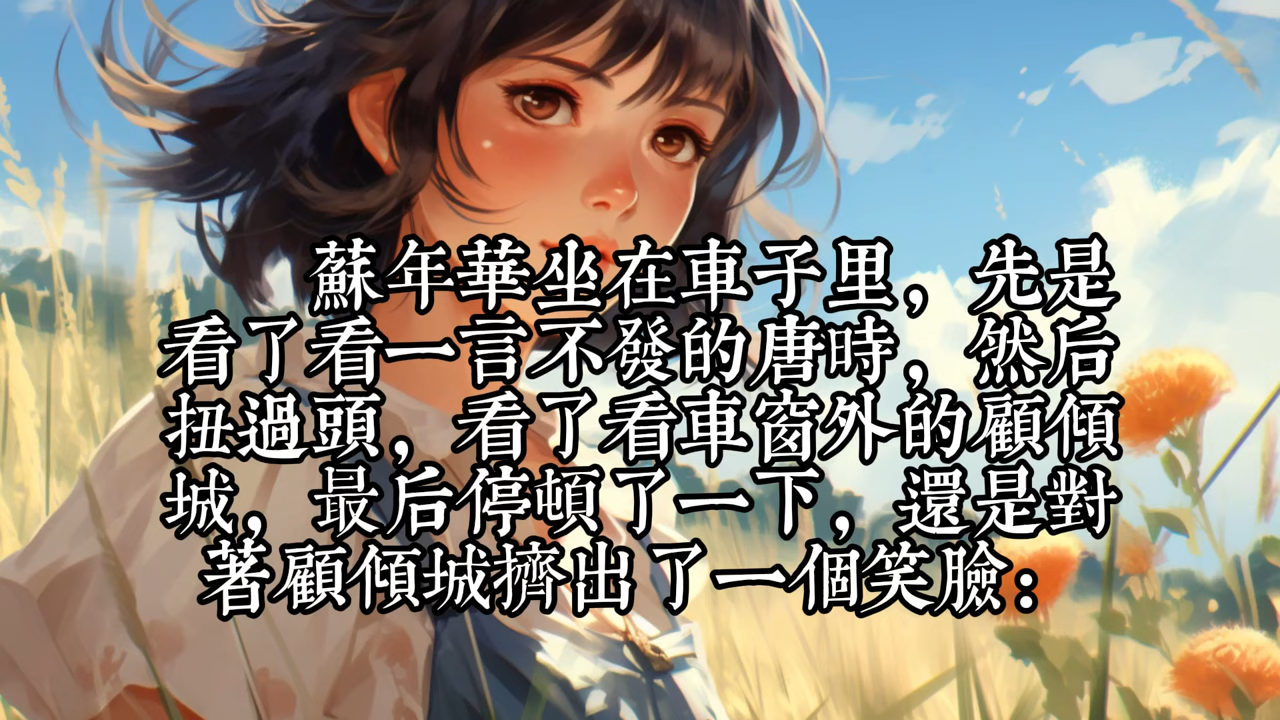 蘇年華坐在車子里，先是
看了看一言不發的唐時，然后
扭過頭，看了看車窗外的顧傾
城，最后停頓了一下，還是對
著顧傾城擠出了一個笑臉：